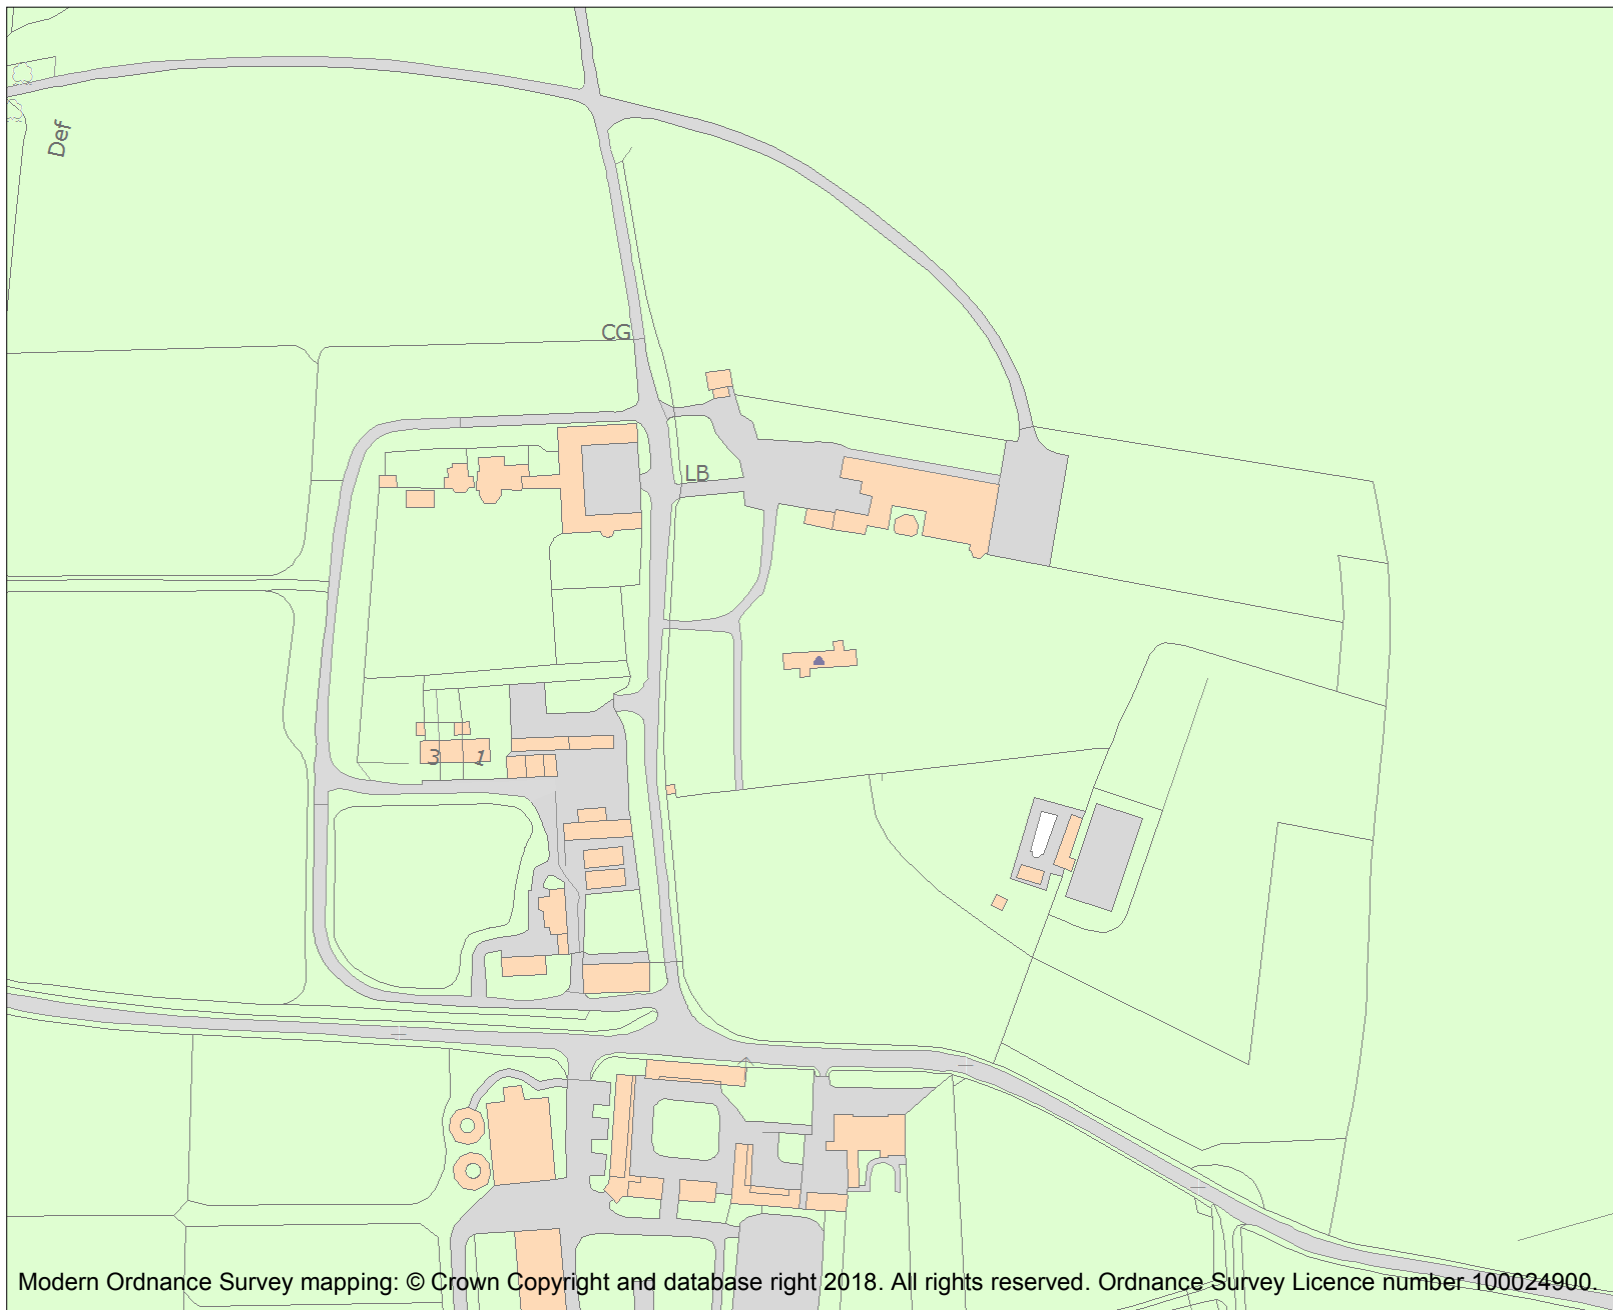 Def
CG
LB
3 1
Modern Ordnance Survey mapping: © Crown Copyright and database right 2018. All rights reserved. Ordnance Survey Licence number 100024900.